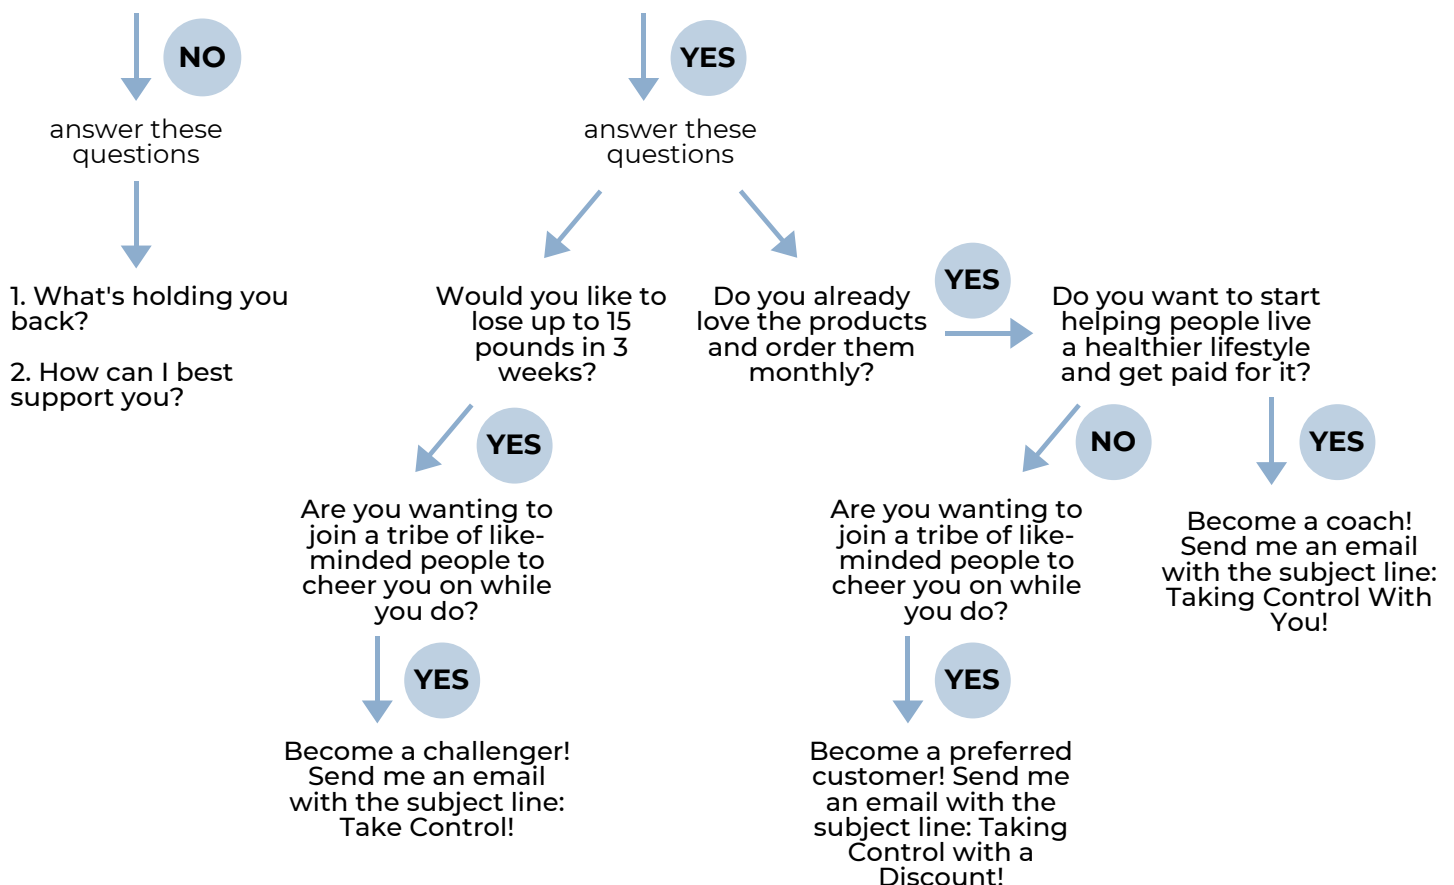 NO
YES
answer these
questions
answer these
questions
1. What's holding you
back?
2. How can I best
support you?
Would you like to
lose up to 15
pounds in 3
weeks?
Do you already
love the products
and order them
monthly?
YES
Do you want to start
helping people live
a healthier lifestyle
and get paid for it?
YES
NO
YES
Are you wanting to
join a tribe of like-
minded people to
cheer you on while
you do?
Are you wanting to
join a tribe of like-
minded people to
cheer you on while
you do?
Become a coach!
Send me an email
with the subject line:
Taking Control With
You!
YES
YES
Become a challenger!
Send me an email
with the subject line:
Take Control!
Become a preferred
customer! Send me
an email with the
subject line: Taking
Control with a
Discount!